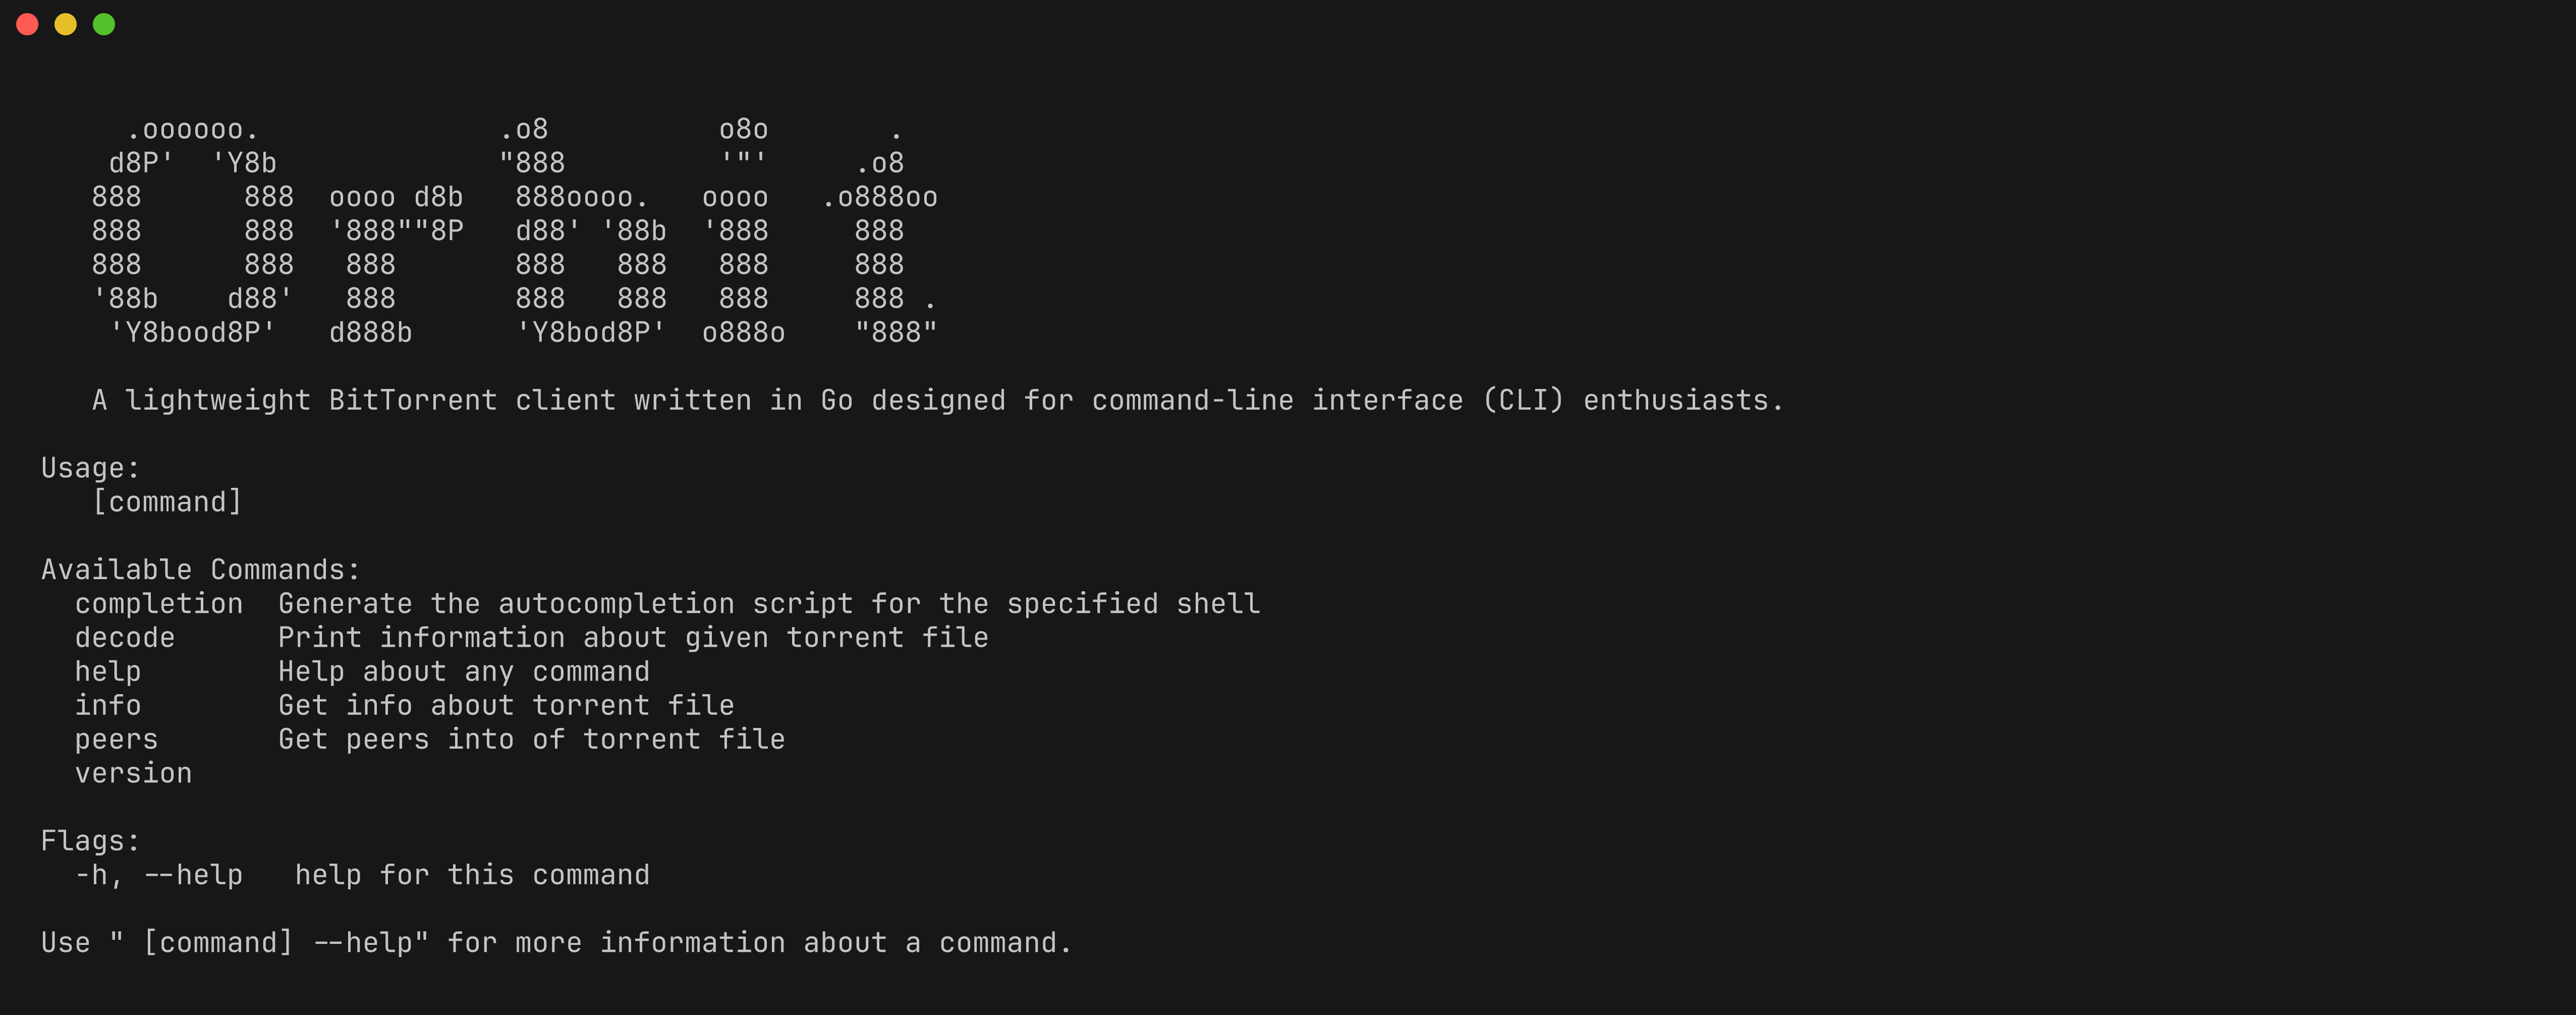 .oooooo.              .o8          o8o       .
     d8P'  'Y8b             "888         '"'     .o8
    888      888  oooo d8b   888oooo.   oooo   .o888oo
    888      888  '888""8P   d88' '88b  '888     888
    888      888   888       888   888   888     888
    '88b    d88'   888       888   888   888     888 .
     'Y8bood8P'   d888b      'Y8bod8P'  o888o    "888"
A lightweight BitTorrent client written in Go designed for command-line interface (CLI) enthusiasts.
Usage:
   [command]
Available Commands:
  completion  Generate the autocompletion script for the specified shell
  decode      Print information about given torrent file
  help        Help about any command
  info        Get info about torrent file
  peers       Get peers into of torrent file
  version
Flags:
  -h, --help   help for this command
Use " [command] --help" for more information about a command.